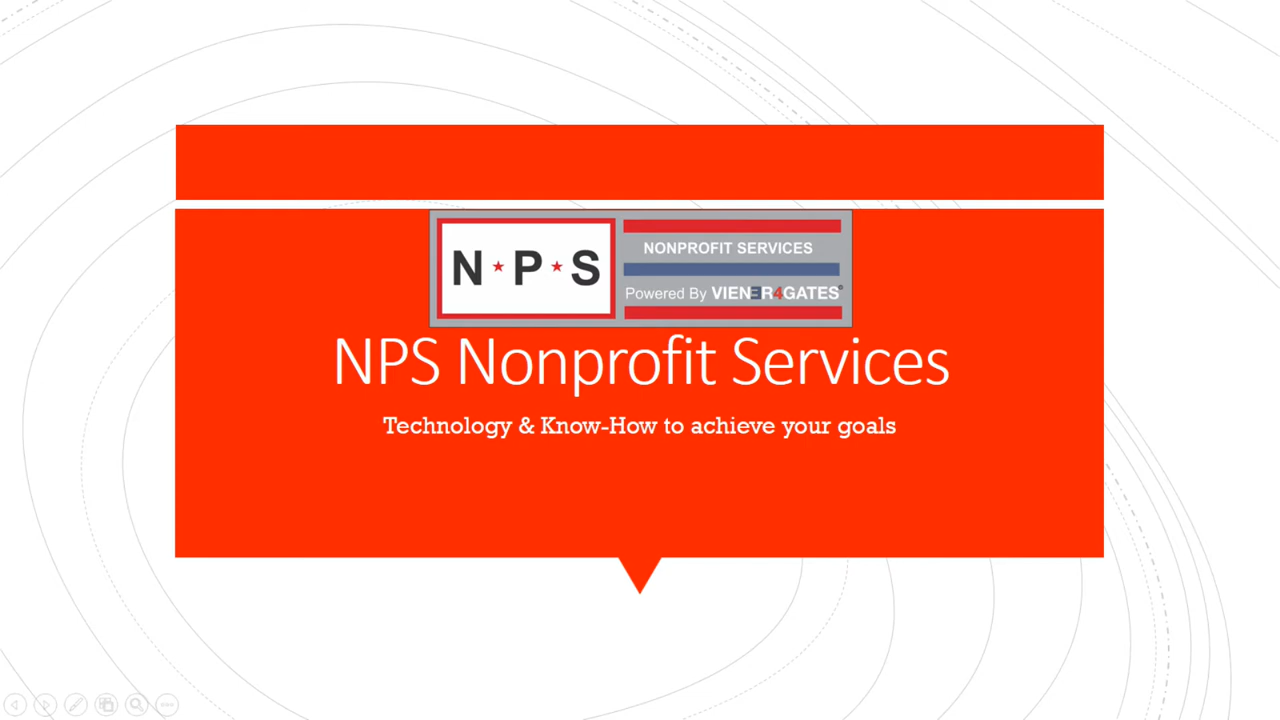 N★P★S
NONPROFIT SERVICES
Powered By VIENER4GATES
NPS Nonprofit Services
Technology & Know-How to achieve your goals